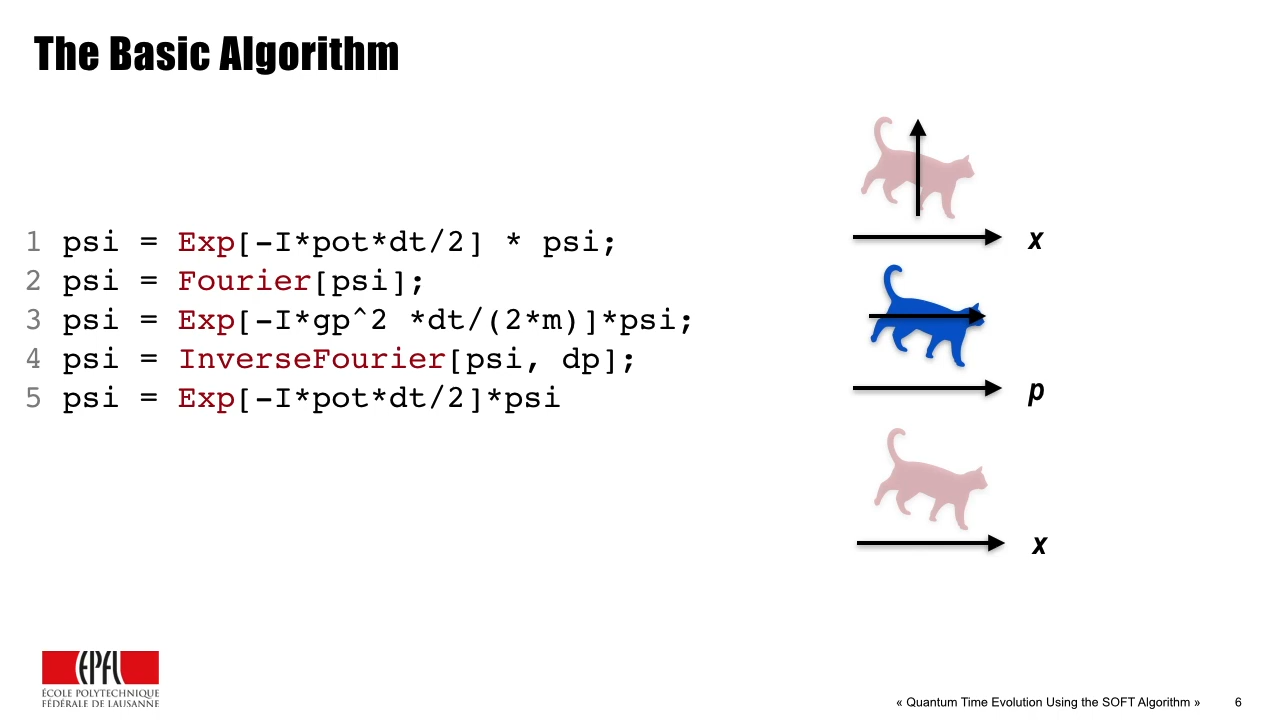 The Basic Algorithm
1 psi = Exp[-I*pot*dt/2] * psi;
2 psi = Fourier[psi];
3 psi = Exp[-I*gp^2 *dt/(2*m)]*psi;
4 psi = InverseFourier[psi, dp];
5 psi = Exp[-I*pot*dt/2]*psi
x
p
x
EPFL
ÉCOLE POLYTECHNIQUE
FÉDÉRALE DE LAUSANNE
« Quantum Time Evolution Using the SOFT Algorithm » 6